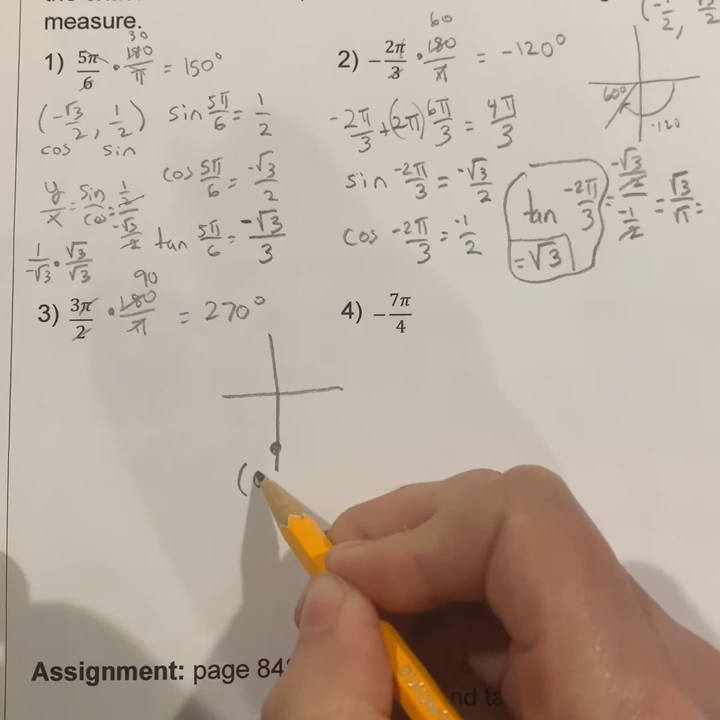 measure.
1) 5π/6 · 180/π = 150°
30
(-√3/2, 1/2)
cos sin
sin 5π/6 = 1/2
cos 5π/6 = -√3/2
y/x = sin/cos = 1/2 / -√3/2
tan 5π/6 = -√3/3
1/-√3 · √3/√3
2) -2π/3 · 180/π = -120°
60
-2π/3 + (2π) 6π/3 = 4π/3
sin -2π/3 = -√3/2
cos -2π/3 = -1/2
tan -2π/3 = -√3/2 / -1/2 = √3/√1 =
= √3
60°
-120
3) 3π/2 · 180/π = 270°
90
(0
4) -7π/4
Assignment: page 84